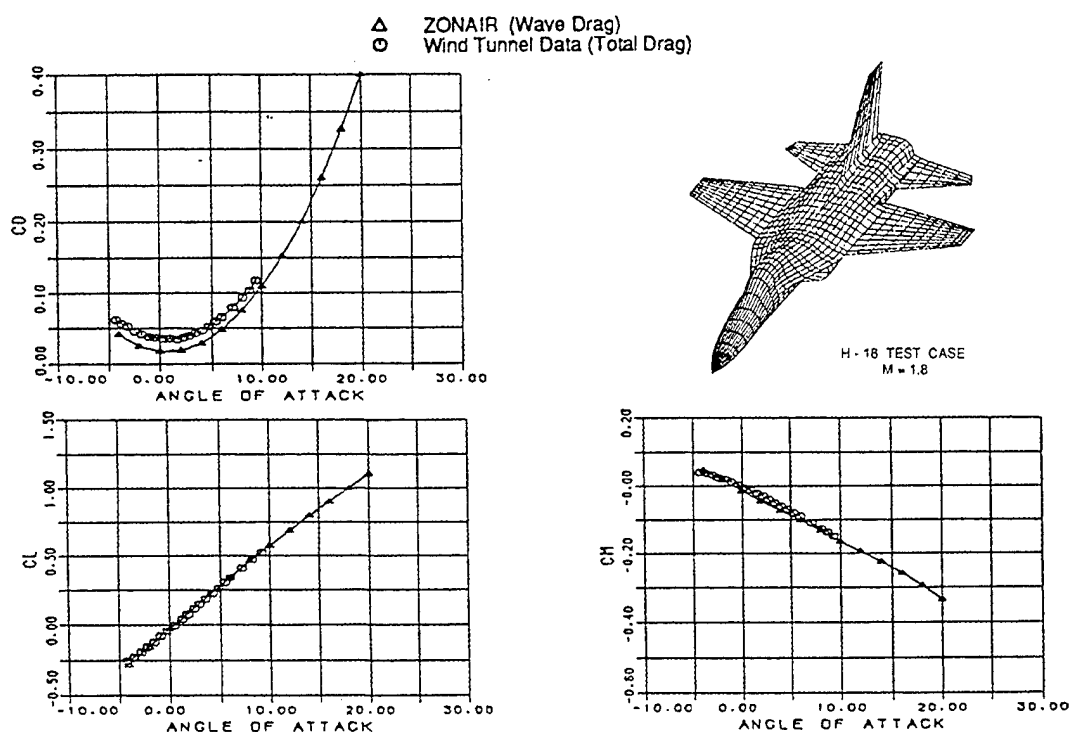 ZONAIR (Wave Drag)
Wind Tunnel Data (Total Drag)
0.40
0.30
0.20
0.10
0.00
CD
-10.00 0.00 10.00 20.00 30.00
ANGLE OF ATTACK
H - 18 TEST CASE
M = 1.8
1.50
1.00
0.50
0.00
-0.50
CL
-10.00 0.00 10.00 20.00 30.00
ANGLE OF ATTACK
0.20
-0.00
-0.20
-0.40
-0.60
CM
-10.00 0.00 10.00 20.00 30.00
ANGLE OF ATTACK